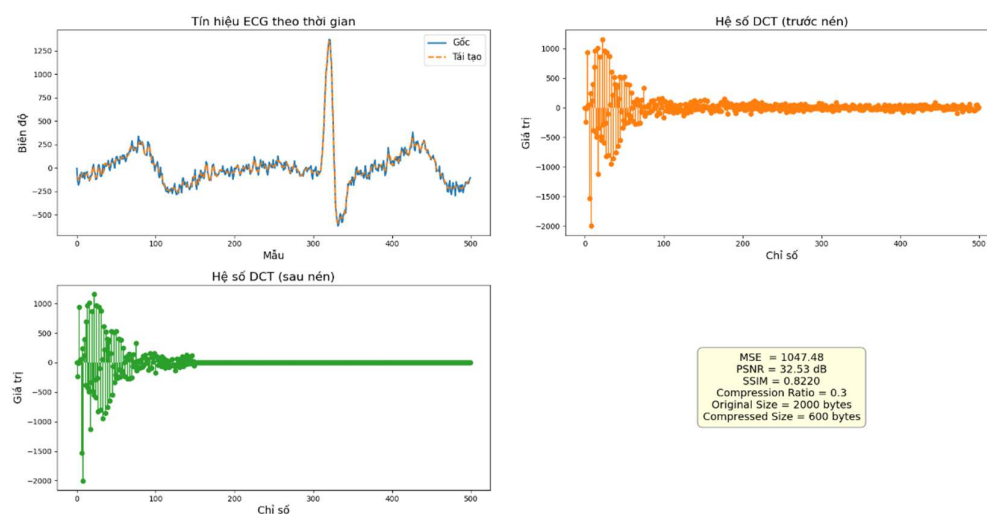 Tín hiệu ECG theo thời gian
Biên độ
1250
1000
750
500
250
0
−250
−500
Gốc
Tái tạo
0
100
200
300
400
500
Mẫu
Hệ số DCT (trước nén)
Giá trị
1000
500
0
−500
−1000
−1500
−2000
0
100
200
300
400
500
Chỉ số
Hệ số DCT (sau nén)
Giá trị
1000
500
0
−500
−1000
−1500
−2000
0
100
200
300
400
500
Chỉ số
MSE = 1047.48
PSNR = 32.53 dB
SSIM = 0.8220
Compression Ratio = 0.3
Original Size = 2000 bytes
Compressed Size = 600 bytes